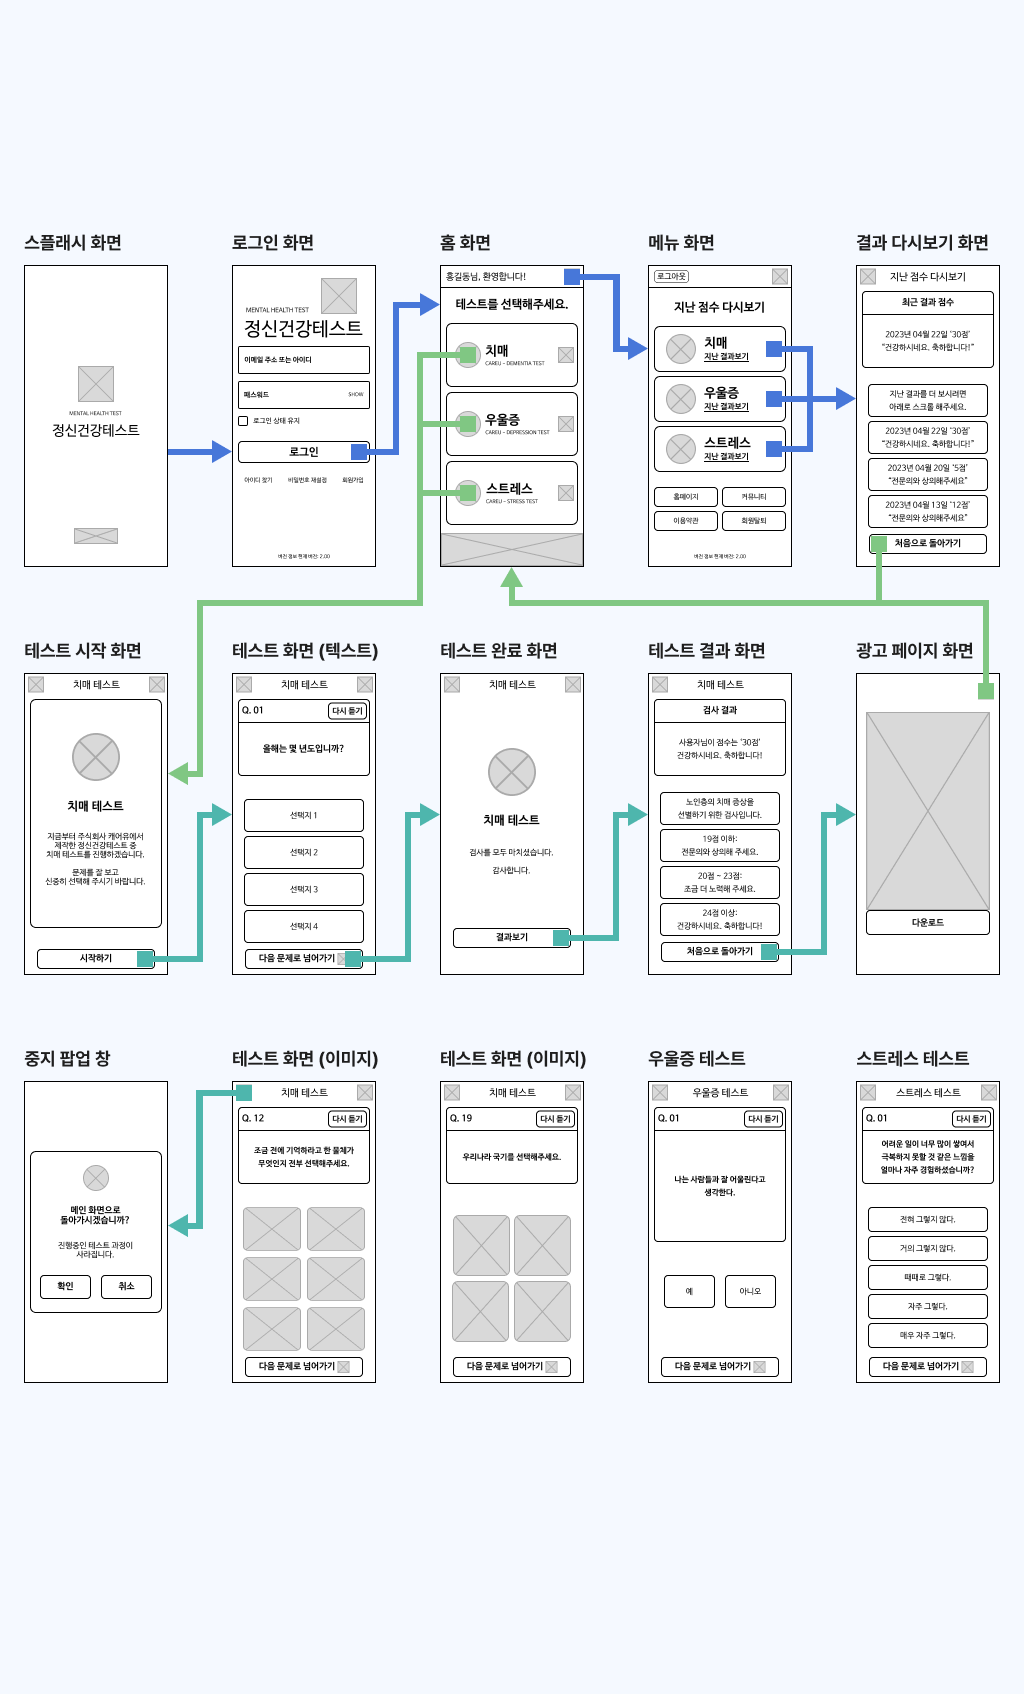 스플래시 화면
MENTAL HEALTH TEST
정신건강테스트
로그인 화면
MENTAL HEALTH TEST
정신건강테스트
이메일 주소 또는 아이디
패스워드
SHOW
로그인 상태 유지
로그인
아이디 찾기
비밀번호 재설정
회원가입
버전 정보 현재 버전: 2.00
홈 화면
홍길동님, 환영합니다!
테스트를 선택해주세요.
치매
CAREU - DEMENTIA TEST
우울증
CAREU - DEPRESSION TEST
스트레스
CAREU - STRESS TEST
메뉴 화면
로그아웃
지난 점수 다시보기
치매
지난 결과보기
우울증
지난 결과보기
스트레스
지난 결과보기
홈페이지
커뮤니티
이용약관
회원탈퇴
버전 정보 현재 버전: 2.00
결과 다시보기 화면
지난 점수 다시보기
최근 결과 점수
2023년 04월 22일 '30점'
"건강하시네요. 축하합니다!"
지난 결과를 더 보시려면
아래로 스크롤 해주세요.
2023년 04월 22일 '30점'
"건강하시네요. 축하합니다!"
2023년 04월 20일 '5점'
"전문의와 상의해주세요"
2023년 04월 13일 '12점'
"전문의와 상의해주세요"
처음으로 돌아가기
테스트 시작 화면
치매 테스트
치매 테스트
지금부터 주식회사 캐어유에서
제작한 정신건강테스트 중
치매 테스트를 진행하겠습니다.
문제를 잘 보고
신중히 선택해 주시기 바랍니다.
시작하기
테스트 화면 (텍스트)
치매 테스트
Q. 01
다시 듣기
올해는 몇 년도입니까?
선택지 1
선택지 2
선택지 3
선택지 4
다음 문제로 넘어가기
테스트 완료 화면
치매 테스트
치매 테스트
검사를 모두 마치셨습니다.
감사합니다.
결과보기
테스트 결과 화면
치매 테스트
검사 결과
사용자님이 점수는 '30점'
건강하시네요. 축하합니다!
노인층의 치매 증상을
선별하기 위한 검사입니다.
19점 이하:
전문의와 상의해 주세요.
20점 ~ 23점:
조금 더 노력해 주세요.
24점 이상:
건강하시네요. 축하합니다!
처음으로 돌아가기
광고 페이지 화면
다운로드
중지 팝업 창
메인 화면으로
돌아가시겠습니까?
진행중인 테스트 과정이
사라집니다.
확인
취소
테스트 화면 (이미지)
치매 테스트
Q. 12
다시 듣기
조금 전에 기억하라고 한 물체가
무엇인지 전부 선택해주세요.
다음 문제로 넘어가기
테스트 화면 (이미지)
치매 테스트
Q. 19
다시 듣기
우리나라 국기를 선택해주세요.
다음 문제로 넘어가기
우울증 테스트
우울증 테스트
Q. 01
다시 듣기
나는 사람들과 잘 어울린다고
생각한다.
예
아니오
다음 문제로 넘어가기
스트레스 테스트
스트레스 테스트
Q. 01
다시 듣기
어려운 일이 너무 많이 쌓여서
극복하지 못할 것 같은 느낌을
얼마나 자주 경험하셨습니까?
전혀 그렇지 않다.
거의 그렇지 않다.
때때로 그렇다.
자주 그렇다.
매우 자주 그렇다.
다음 문제로 넘어가기